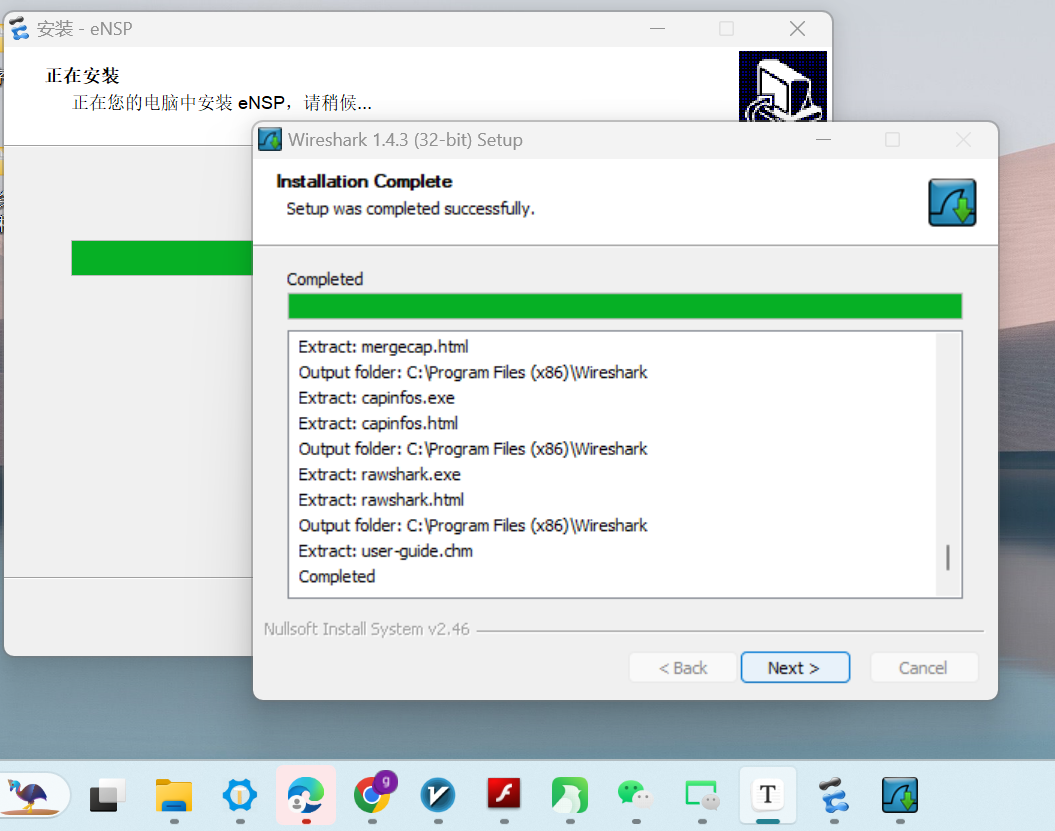 安装 - eNSP
正在安装
正在您的电脑中安装 eNSP，请稍候...
Wireshark 1.4.3 (32-bit) Setup
Installation Complete
Setup was completed successfully.
Completed
Extract: mergecap.html
Output folder: C:\Program Files (x86)\Wireshark
Extract: capinfos.exe
Extract: capinfos.html
Output folder: C:\Program Files (x86)\Wireshark
Extract: rawshark.exe
Extract: rawshark.html
Output folder: C:\Program Files (x86)\Wireshark
Extract: user-guide.chm
Completed
Nullsoft Install System v2.46
< Back
Next >
Cancel
g
T